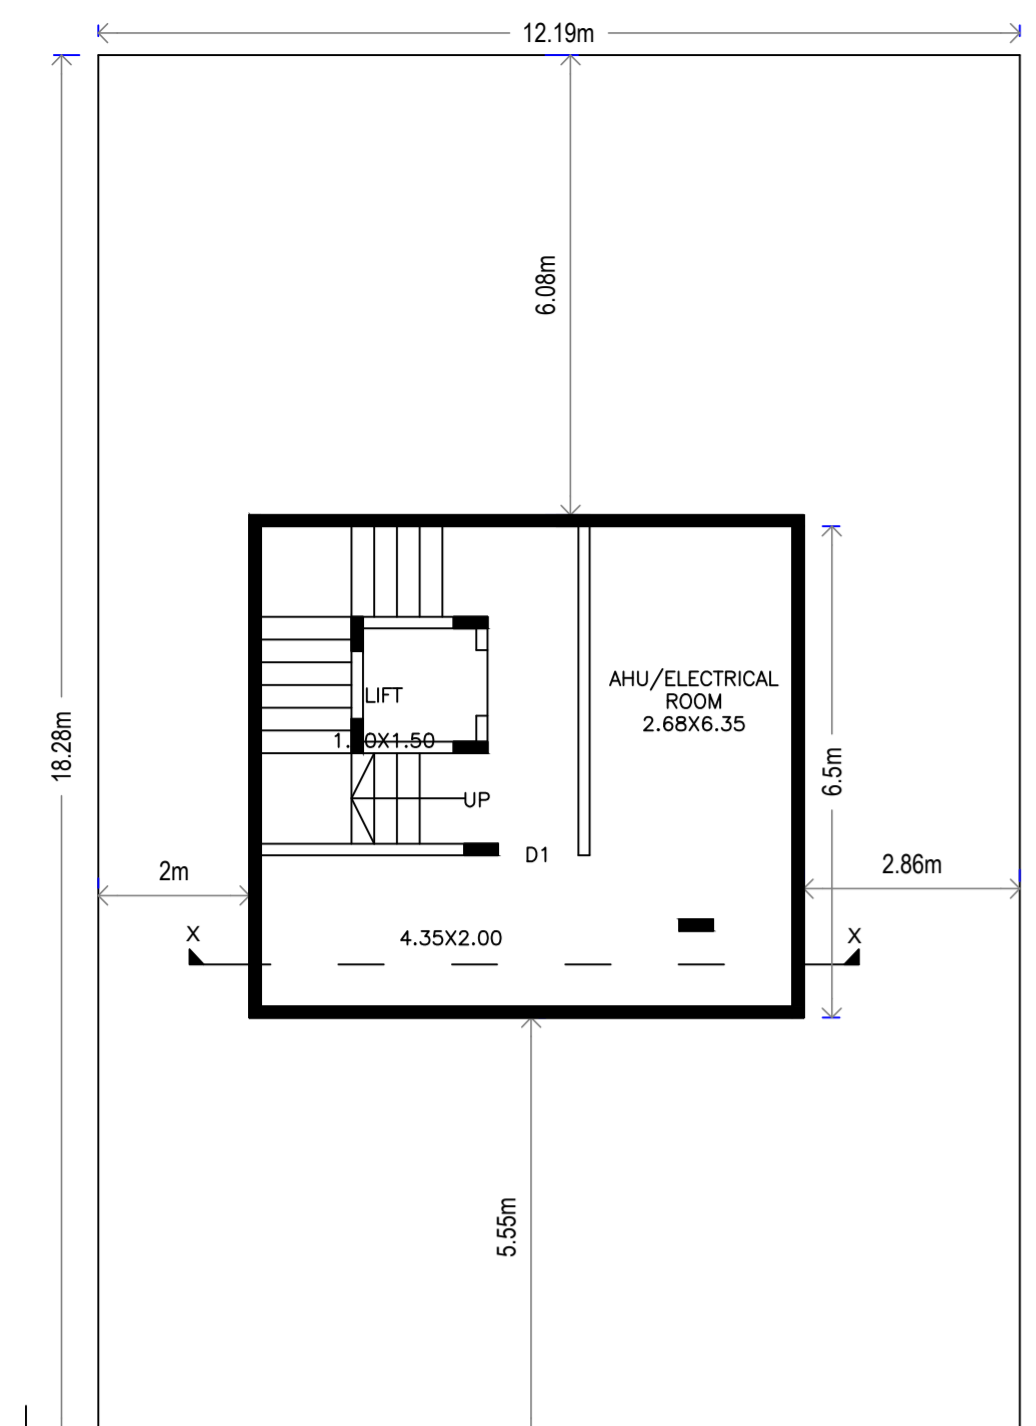 12.19m
6.08m
AHU/ELECTRICAL
ROOM
2.68X6.35
LIFT
18.28m
6.5m
UP
D1
2m
2.86m
X
4.35X2.00
X
5.55m